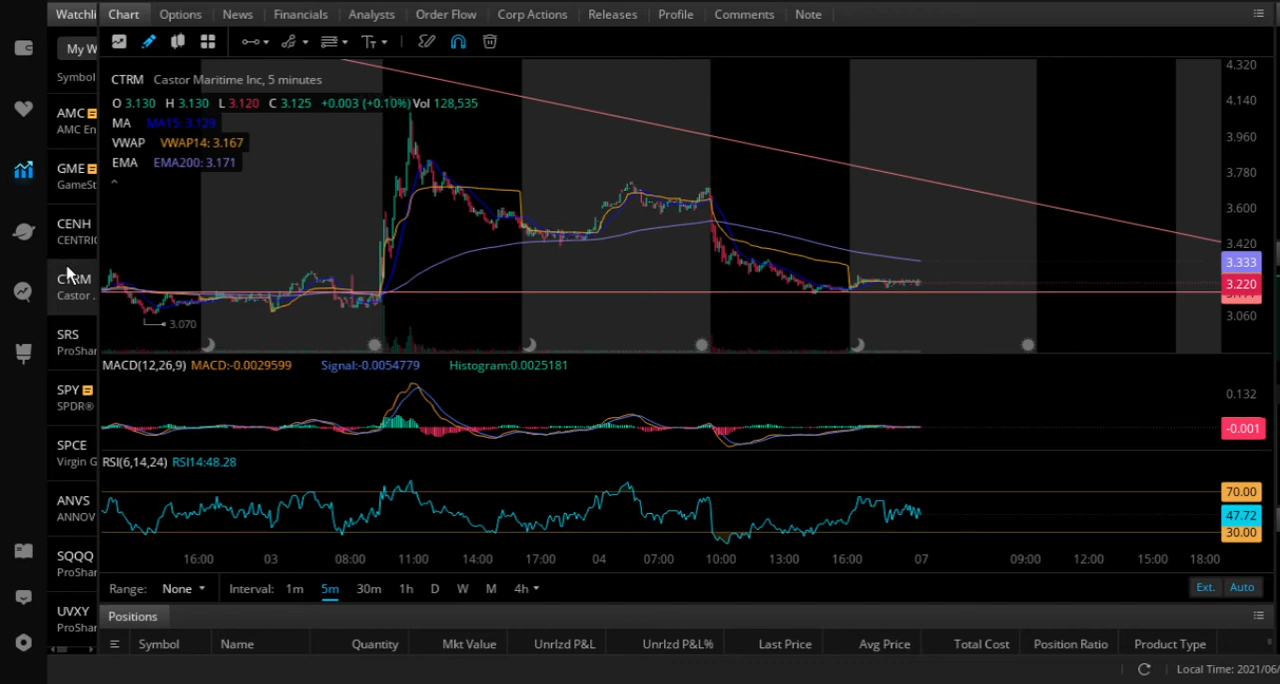 Watchli Chart Options News Financials Analysts Order Flow Corp Actions Releases Profile Comments Note
My W
Symbol
AMC
AMC En
GME
GameSt
CENH
CENTRIC
CTRM
Castor .
SRS
ProShar
SPY
SPDR®
SPCE
Virgin G
ANVS
ANNOV
SQQQ
ProShar
UVXY
ProShar
CTRM Castor Maritime Inc, 5 minutes
O 3.130 H 3.130 L 3.120 C 3.125 +0.003 (+0.10%) Vol 128,535
MA MA15: 3.129
VWAP VWAP14: 3.167
EMA EMA200: 3.171
3.070
4.320
4.140
3.960
3.780
3.600
3.420
3.333
3.220
3.060
MACD(12,26,9) MACD:-0.0029599 Signal:-0.0054779 Histogram:0.0025181
0.132
-0.001
RSI(6,14,24) RSI14:48.28
70.00
47.72
30.00
16:00 03 08:00 11:00 14:00 17:00 04 07:00 10:00 13:00 16:00 07 09:00 12:00 15:00 18:00
Range: None Interval: 1m 5m 30m 1h D W M 4h Ext. Auto
Positions
Symbol Name Quantity Mkt Value Unrlzd P&L Unrlzd P&L% Last Price Avg Price Total Cost Position Ratio Product Type
Local Time: 2021/06/